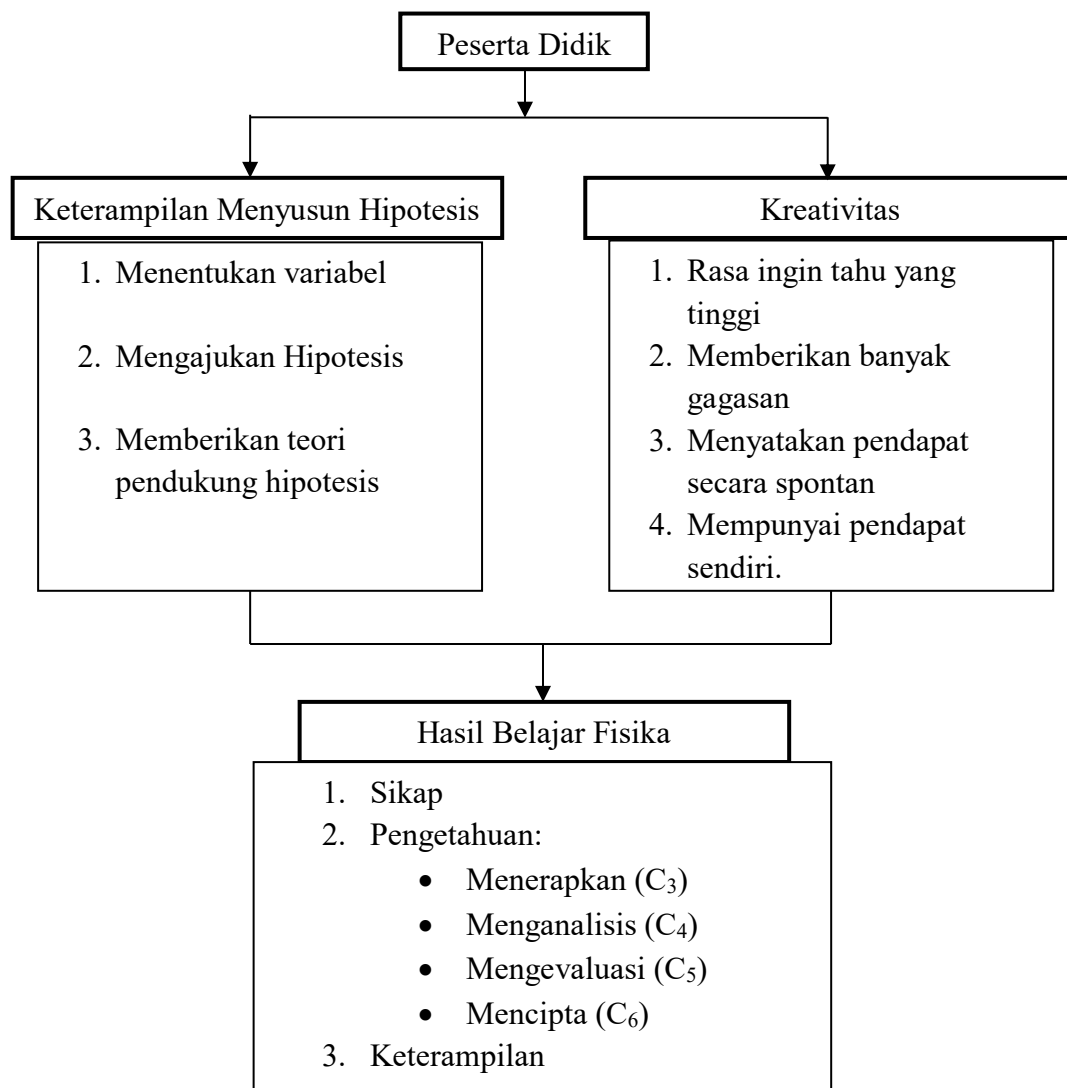 Peserta Didik
Keterampilan Menyusun Hipotesis
1. Menentukan variabel
2. Mengajukan Hipotesis
3. Memberikan teori
pendukung hipotesis
Kreativitas
1. Rasa ingin tahu yang
tinggi
2. Memberikan banyak
gagasan
3. Menyatakan pendapat
secara spontan
4. Mempunyai pendapat
sendiri.
Hasil Belajar Fisika
1. Sikap
2. Pengetahuan:
• Menerapkan (C₃)
• Menganalisis (C₄)
• Mengevaluasi (C₅)
• Mencipta (C₆)
3. Keterampilan